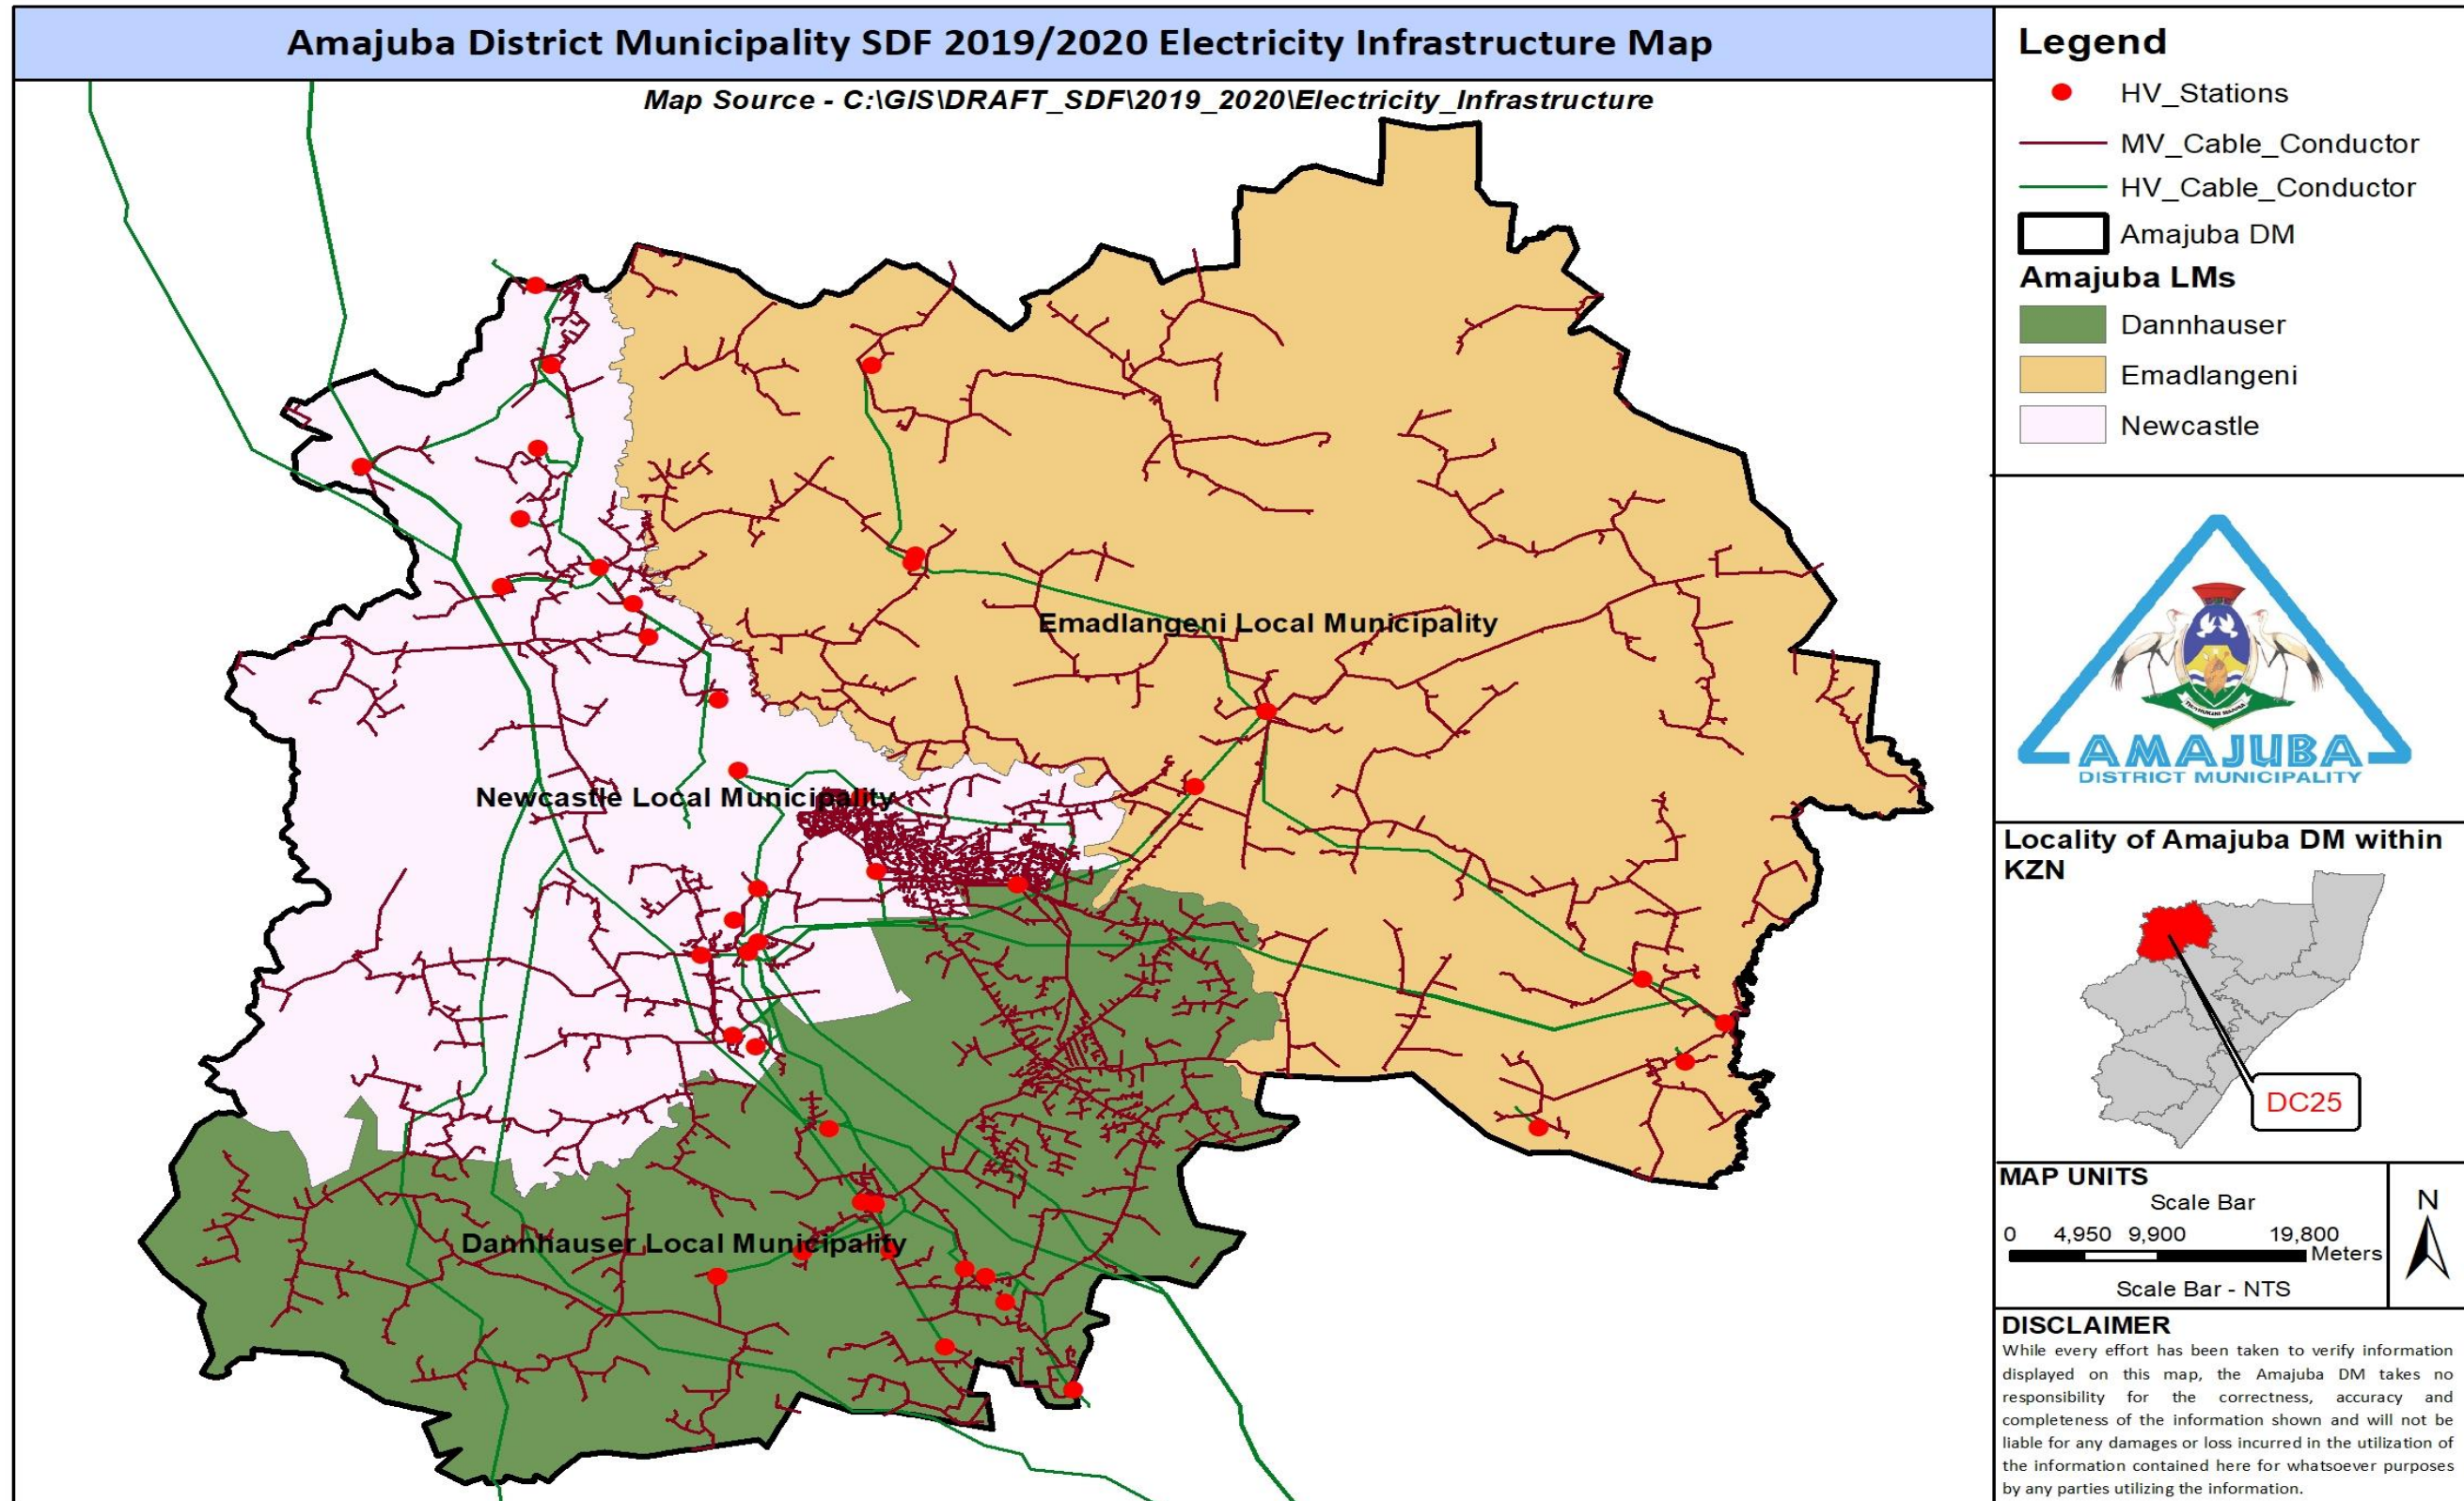 Amajuba District Municipality SDF 2019/2020 Electricity Infrastructure Map
Map Source - C:\GIS\DRAFT_SDF\2019_2020\Electricity_Infrastructure
Emadlangeni Local Municipality
Newcastle Local Municipality
Dannhauser Local Municipality
Legend
HV_Stations
MV_Cable_Conductor
HV_Cable_Conductor
Amajuba DM
Amajuba LMs
Dannhauser
Emadlangeni
Newcastle
AMAJUBA
DISTRICT MUNICIPALITY
Locality of Amajuba DM within
KZN
DC25
MAP UNITS
Scale Bar
0 4,950 9,900 19,800
Meters
Scale Bar - NTS
N
DISCLAIMER
While every effort has been taken to verify information
displayed on this map, the Amajuba DM takes no
responsibility for the correctness, accuracy and
completeness of the information shown and will not be
liable for any damages or loss incurred in the utilization of
the information contained here for whatsoever purposes
by any parties utilizing the information.